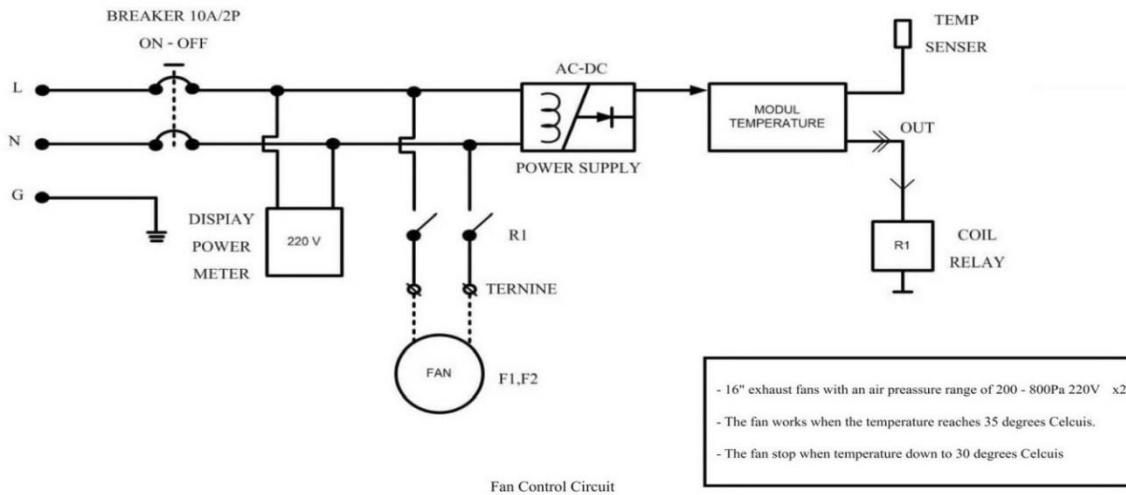 BREAKER 10A/2P
ON - OFF
L
N
G
DISPIAY
POWER
METER
220 V
R1
TERNINE
FAN
F1,F2
AC-DC
POWER SUPPLY
MODUL
TEMPERATURE
TEMP
SENSER
OUT
R1
COIL
RELAY
- 16" exhaust fans with an air preassure range of 200 - 800Pa 220V x2
- The fan works when the temperature reaches 35 degrees Celcuis.
- The fan stop when temperature down to 30 degrees Celcuis
Fan Control Circuit